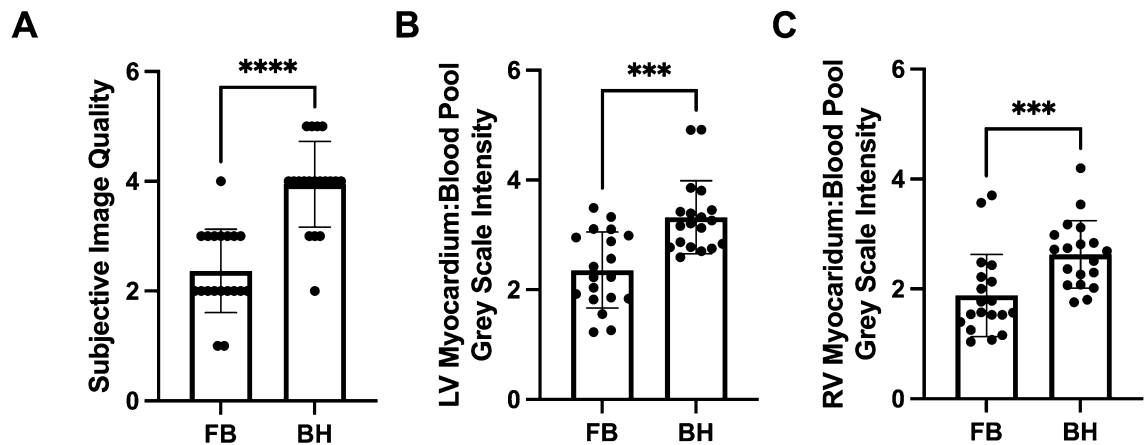 A
B
C
Subjective Image Quality
6
4
2
0
****
FB
BH
LV Myocardium:Blood Pool
Grey Scale Intensity
6
4
2
0
***
FB
BH
RV Myocaridum:Blood Pool
Grey Scale Intensity
6
4
2
0
***
FB
BH